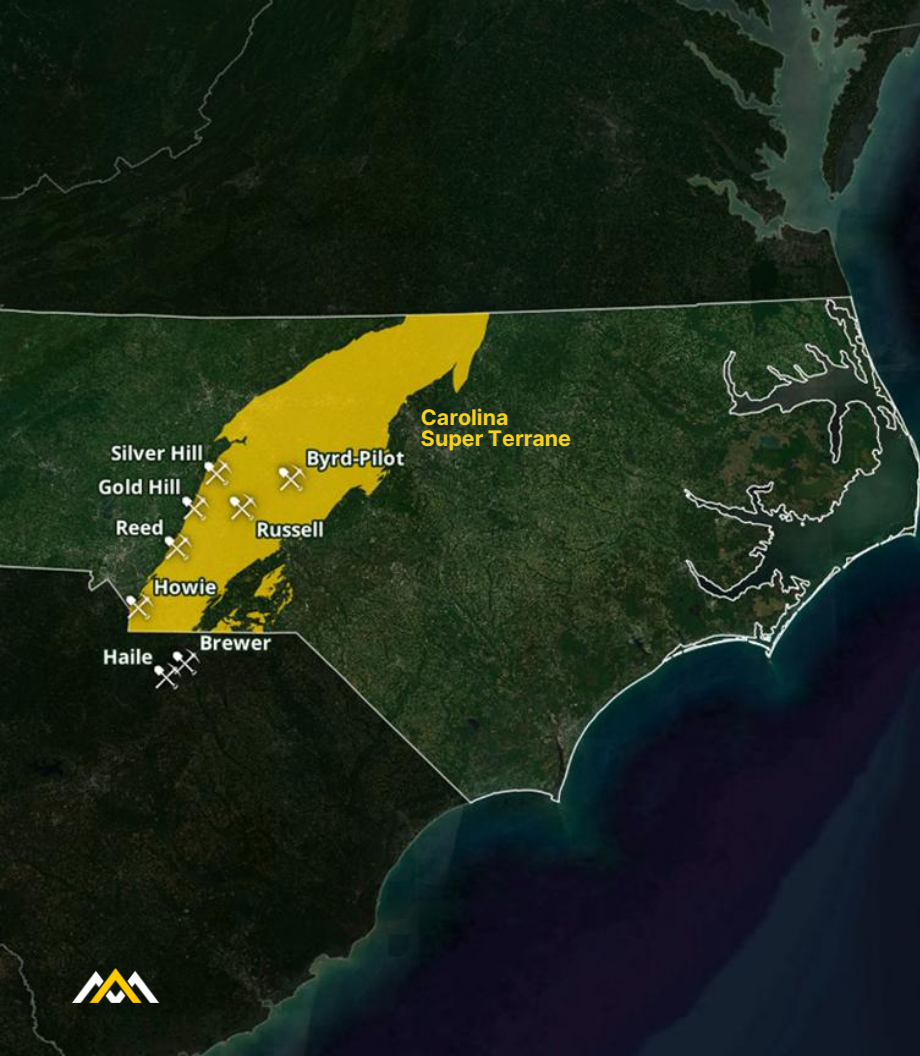 Carolina
Super Terrane
Silver Hill
Byrd-Pilot
Gold Hill
Reed
Russell
Howie
Brewer
Haile